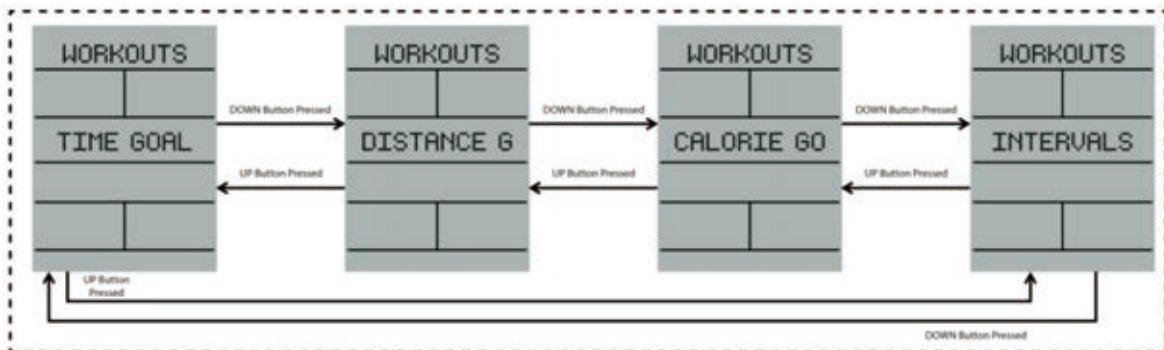 WORKOUTS WORKOUTS WORKOUTS WORKOUTS
DOWN Button Pressed DOWN Button Pressed DOWN Button Pressed
TIME GOAL DISTANCE G CALORIE GO INTERVALS
UP Button Pressed UP Button Pressed UP Button Pressed
UP Button
Pressed
DOWN Button Pressed